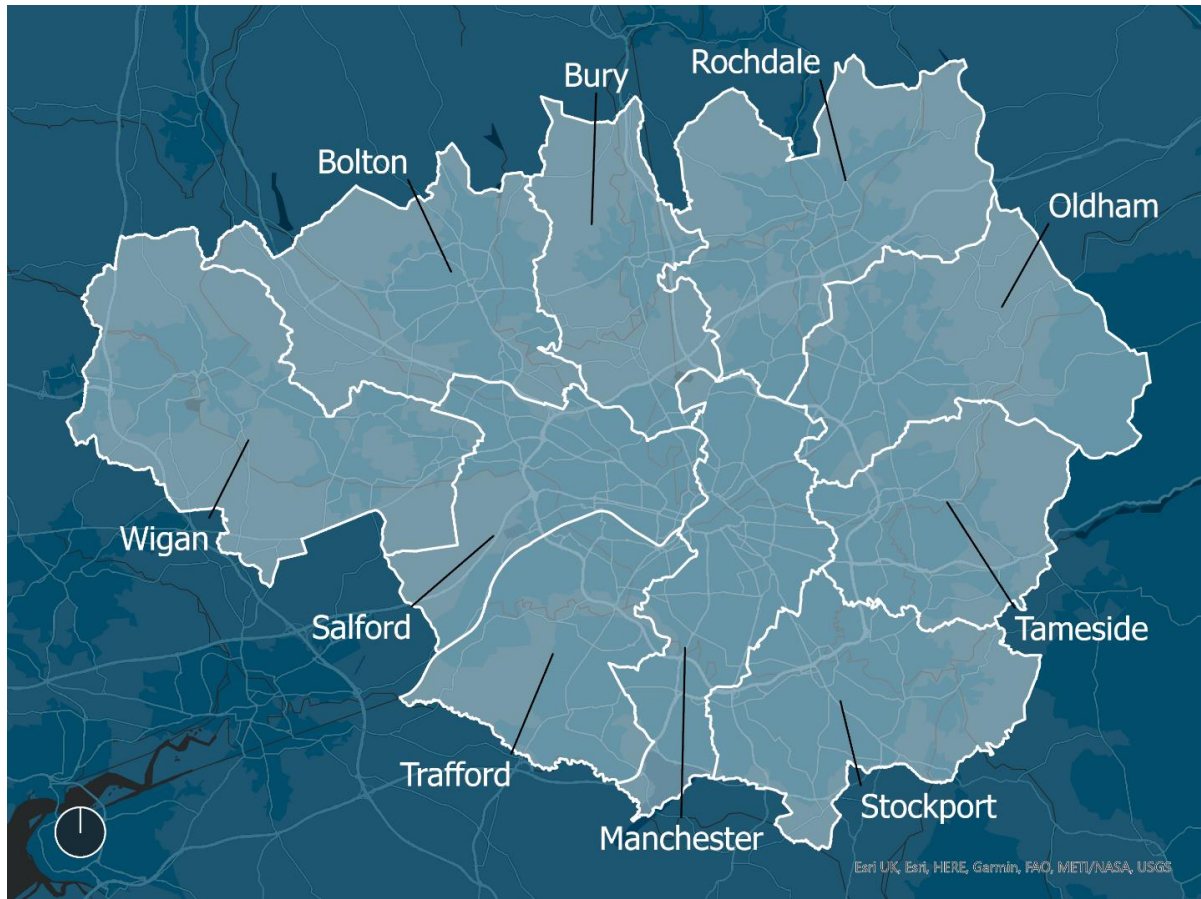 Rochdale
Bury
Bolton
Oldham
Wigan
Salford
Tameside
Trafford
Stockport
Manchester
Esri UK, Esri, HERE, Garmin, FAO, METI/NASA, USGS